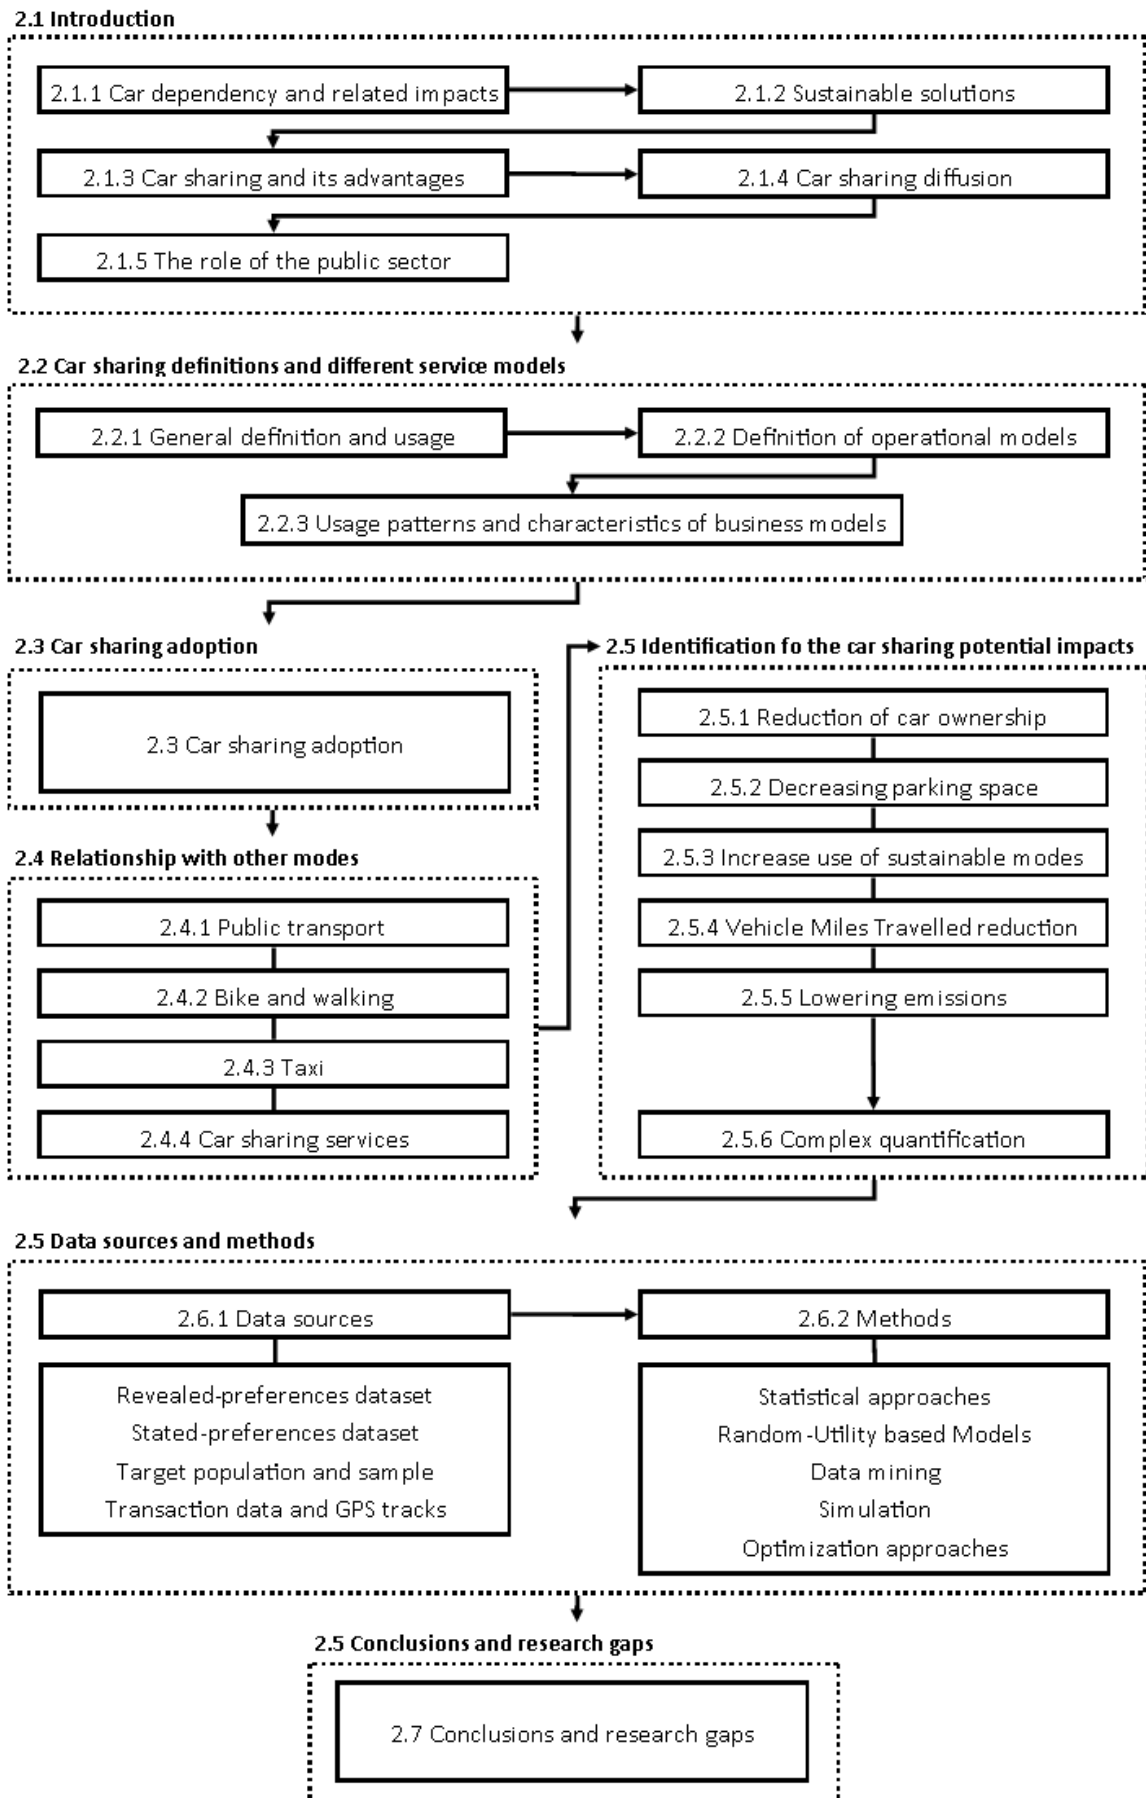 2.1 Introduction
2.1.1 Car dependency and related impacts
2.1.2 Sustainable solutions
2.1.3 Car sharing and its advantages
2.1.4 Car sharing diffusion
2.1.5 The role of the public sector
2.2 Car sharing definitions and different service models
2.2.1 General definition and usage
2.2.2 Definition of operational models
2.2.3 Usage patterns and characteristics of business models
2.3 Car sharing adoption
2.3 Car sharing adoption
2.4 Relationship with other modes
2.4.1 Public transport
2.4.2 Bike and walking
2.4.3 Taxi
2.4.4 Car sharing services
2.5 Identification fo the car sharing potential impacts
2.5.1 Reduction of car ownership
2.5.2 Decreasing parking space
2.5.3 Increase use of sustainable modes
2.5.4 Vehicle Miles Travelled reduction
2.5.5 Lowering emissions
2.5.6 Complex quantification
2.5 Data sources and methods
2.6.1 Data sources
Revealed-preferences dataset
Stated-preferences dataset
Target population and sample
Transaction data and GPS tracks
2.6.2 Methods
Statistical approaches
Random-Utility based Models
Data mining
Simulation
Optimization approaches
2.5 Conclusions and research gaps
2.7 Conclusions and research gaps